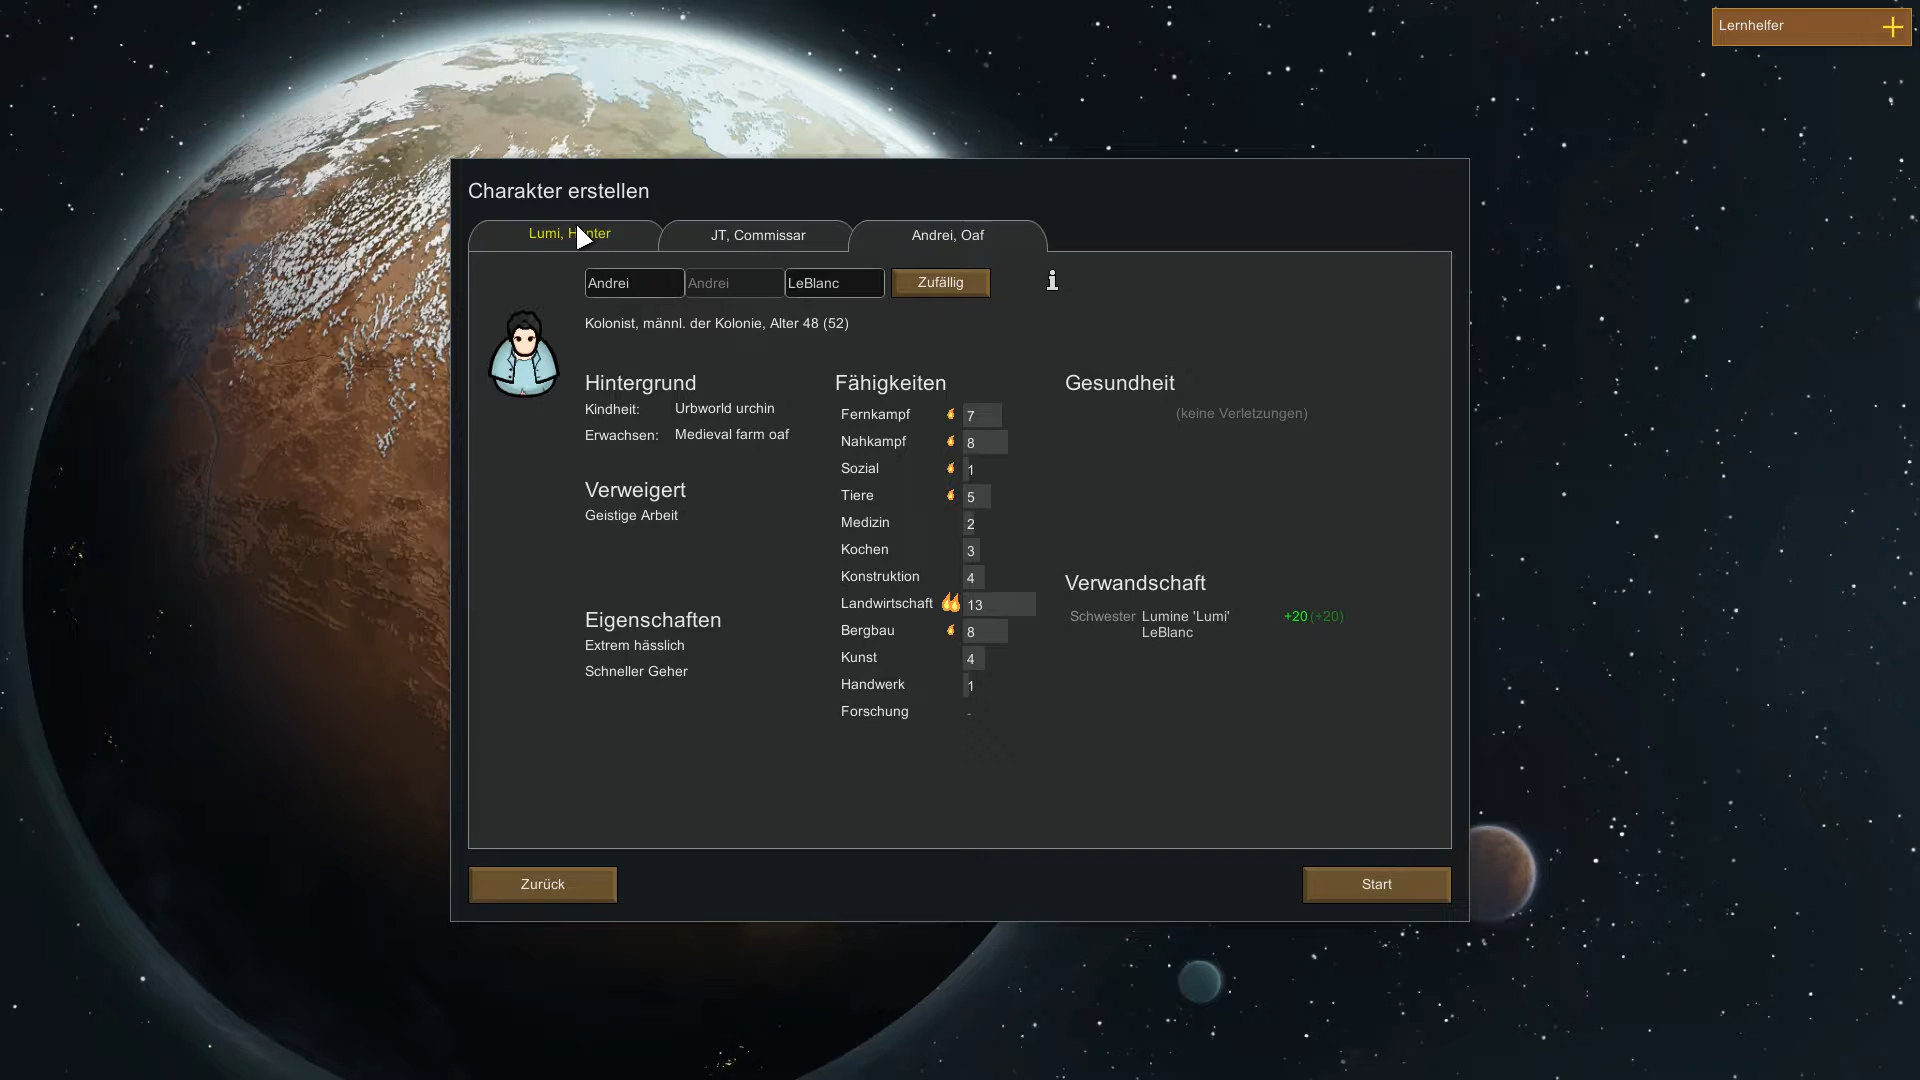 Lernhelfer
Charakter erstellen
Lumi, Hunter
JT, Commissar
Andrei, Oaf
Andrei
Andrei
LeBlanc
Zufällig
Kolonist, männl. der Kolonie, Alter 48 (52)
Hintergrund
Kindheit: Urbworld urchin
Erwachsen: Medieval farm oaf
Verweigert
Geistige Arbeit
Eigenschaften
Extrem hässlich
Schneller Geher
Fähigkeiten
Fernkampf 7
Nahkampf 8
Sozial 1
Tiere 5
Medizin 2
Kochen 3
Konstruktion 4
Landwirtschaft 13
Bergbau 8
Kunst 4
Handwerk 1
Forschung -
Gesundheit
(keine Verletzungen)
Verwandschaft
Schwester Lumine 'Lumi' +20 (+20)
LeBlanc
Zurück
Start